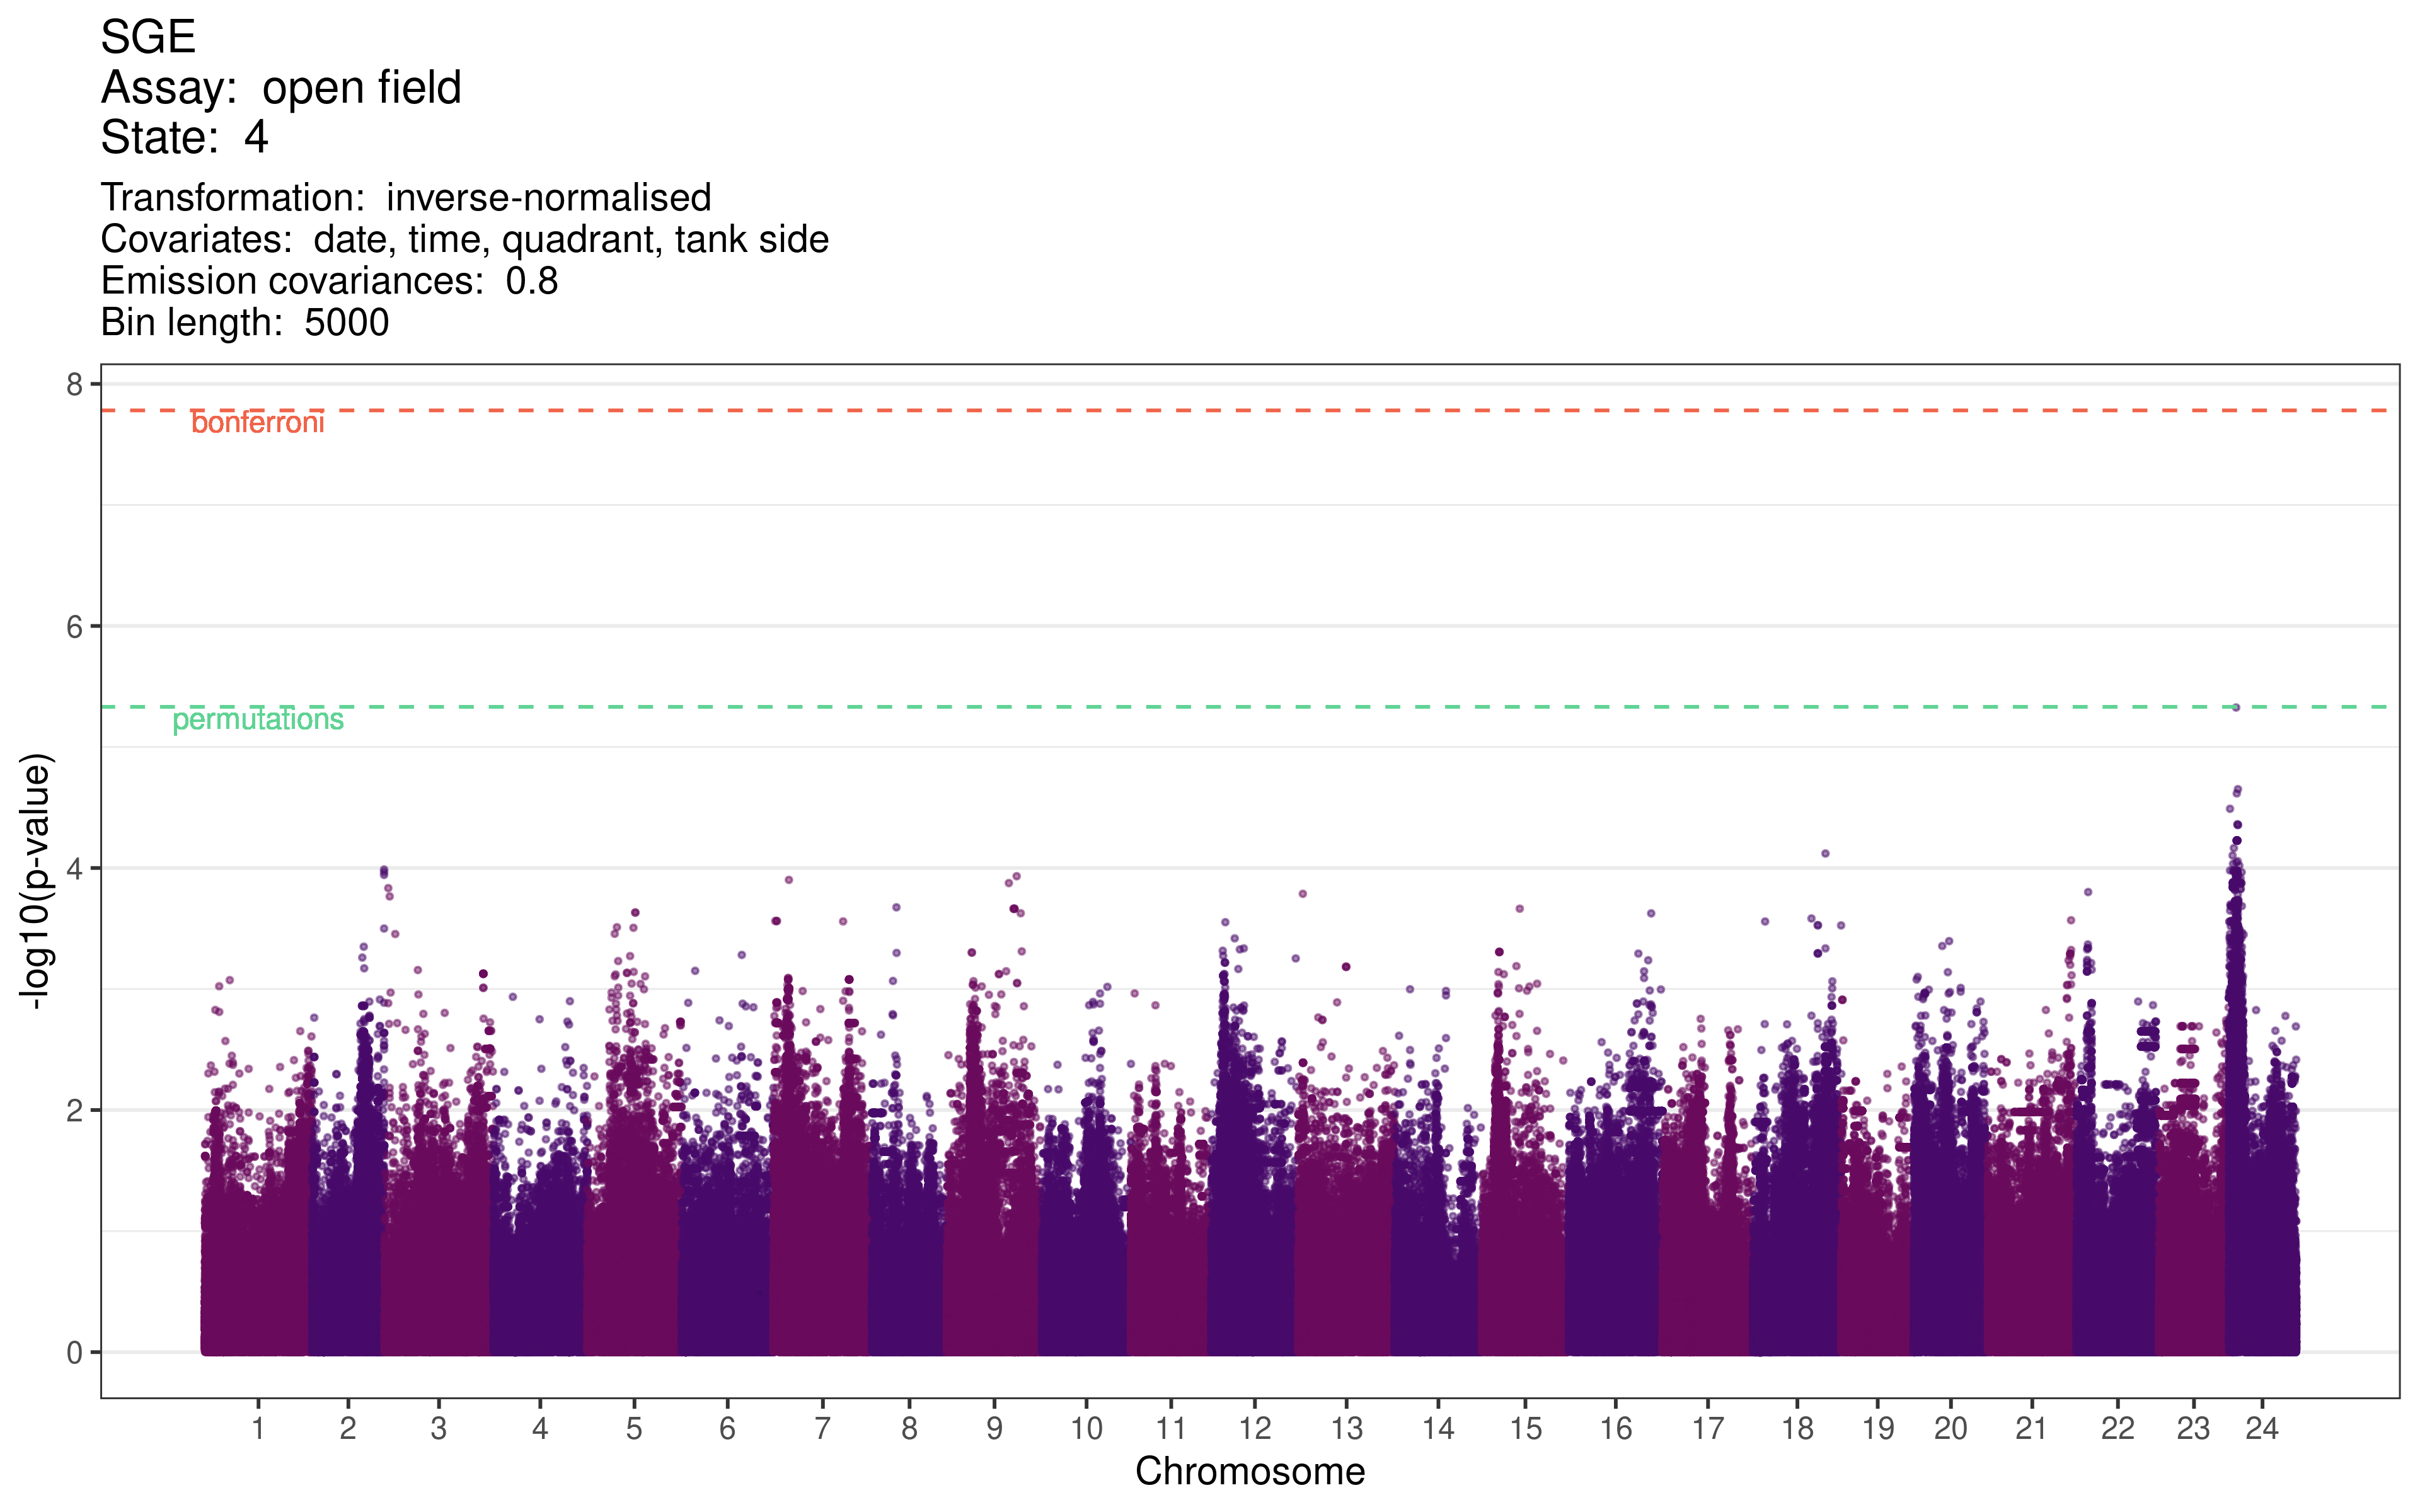 SGE
Assay:  open field
State:  4
Transformation:  inverse-normalised
Covariates:  date, time, quadrant, tank side
Emission covariances:  0.8
Bin length:  5000
8
bonferroni
6
permutations
4
2
0
-log10(p-value)
1 2 3 4 5 6 7 8 9 10 11 12 13 14 15 16 17 18 19 20 21 22 23 24
Chromosome